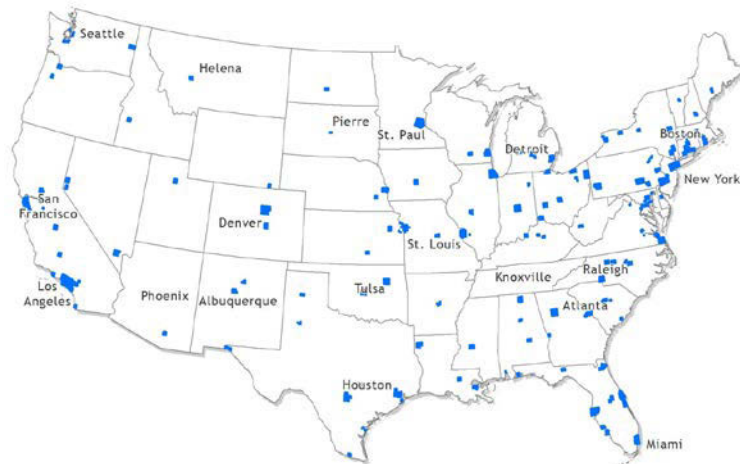 Seattle
Helena
Pierre
St. Paul
Detroit
Boston
New York
San
Francisco
Denver
St. Louis
Los
Angeles
Phoenix
Albuquerque
Tulsa
Knoxville
Raleigh
Atlanta
Houston
Miami